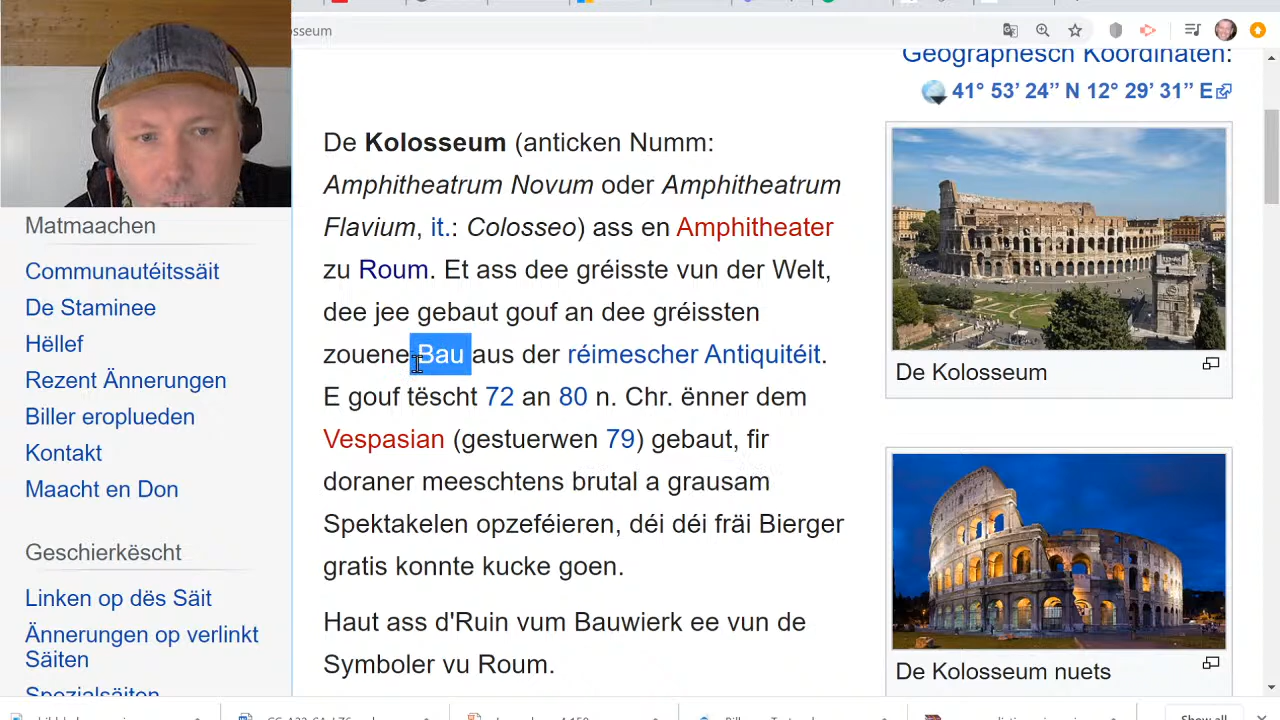 losseum
Geographesch Koordinaten:
41° 53’ 24” N 12° 29’ 31” E
De Kolosseum (anticken Numm:
Amphitheatrum Novum oder Amphitheatrum
Flavium, it.: Colosseo) ass en Amphitheater
zu Roum. Et ass dee gréisste vun der Welt,
dee jee gebaut gouf an dee gréissten
zouene Bau aus der réimescher Antiquitéit.
E gouf tëscht 72 an 80 n. Chr. ënner dem
Vespasian (gestuerwen 79) gebaut, fir
doraner meeschtens brutal a grausam
Spektakelen opzeféieren, déi déi fräi Bierger
gratis konnte kucke goen.
Haut ass d'Ruin vum Bauwierk ee vun de
Symboler vu Roum.
De Kolosseum
De Kolosseum nuets
Matmaachen
Communautéitssäit
De Staminee
Hëllef
Rezent Ännerungen
Biller eroplueden
Kontakt
Maacht en Don
Geschierkëscht
Linken op dës Säit
Ännerungen op verlinkt
Säiten
Spezialsäiten
Show all